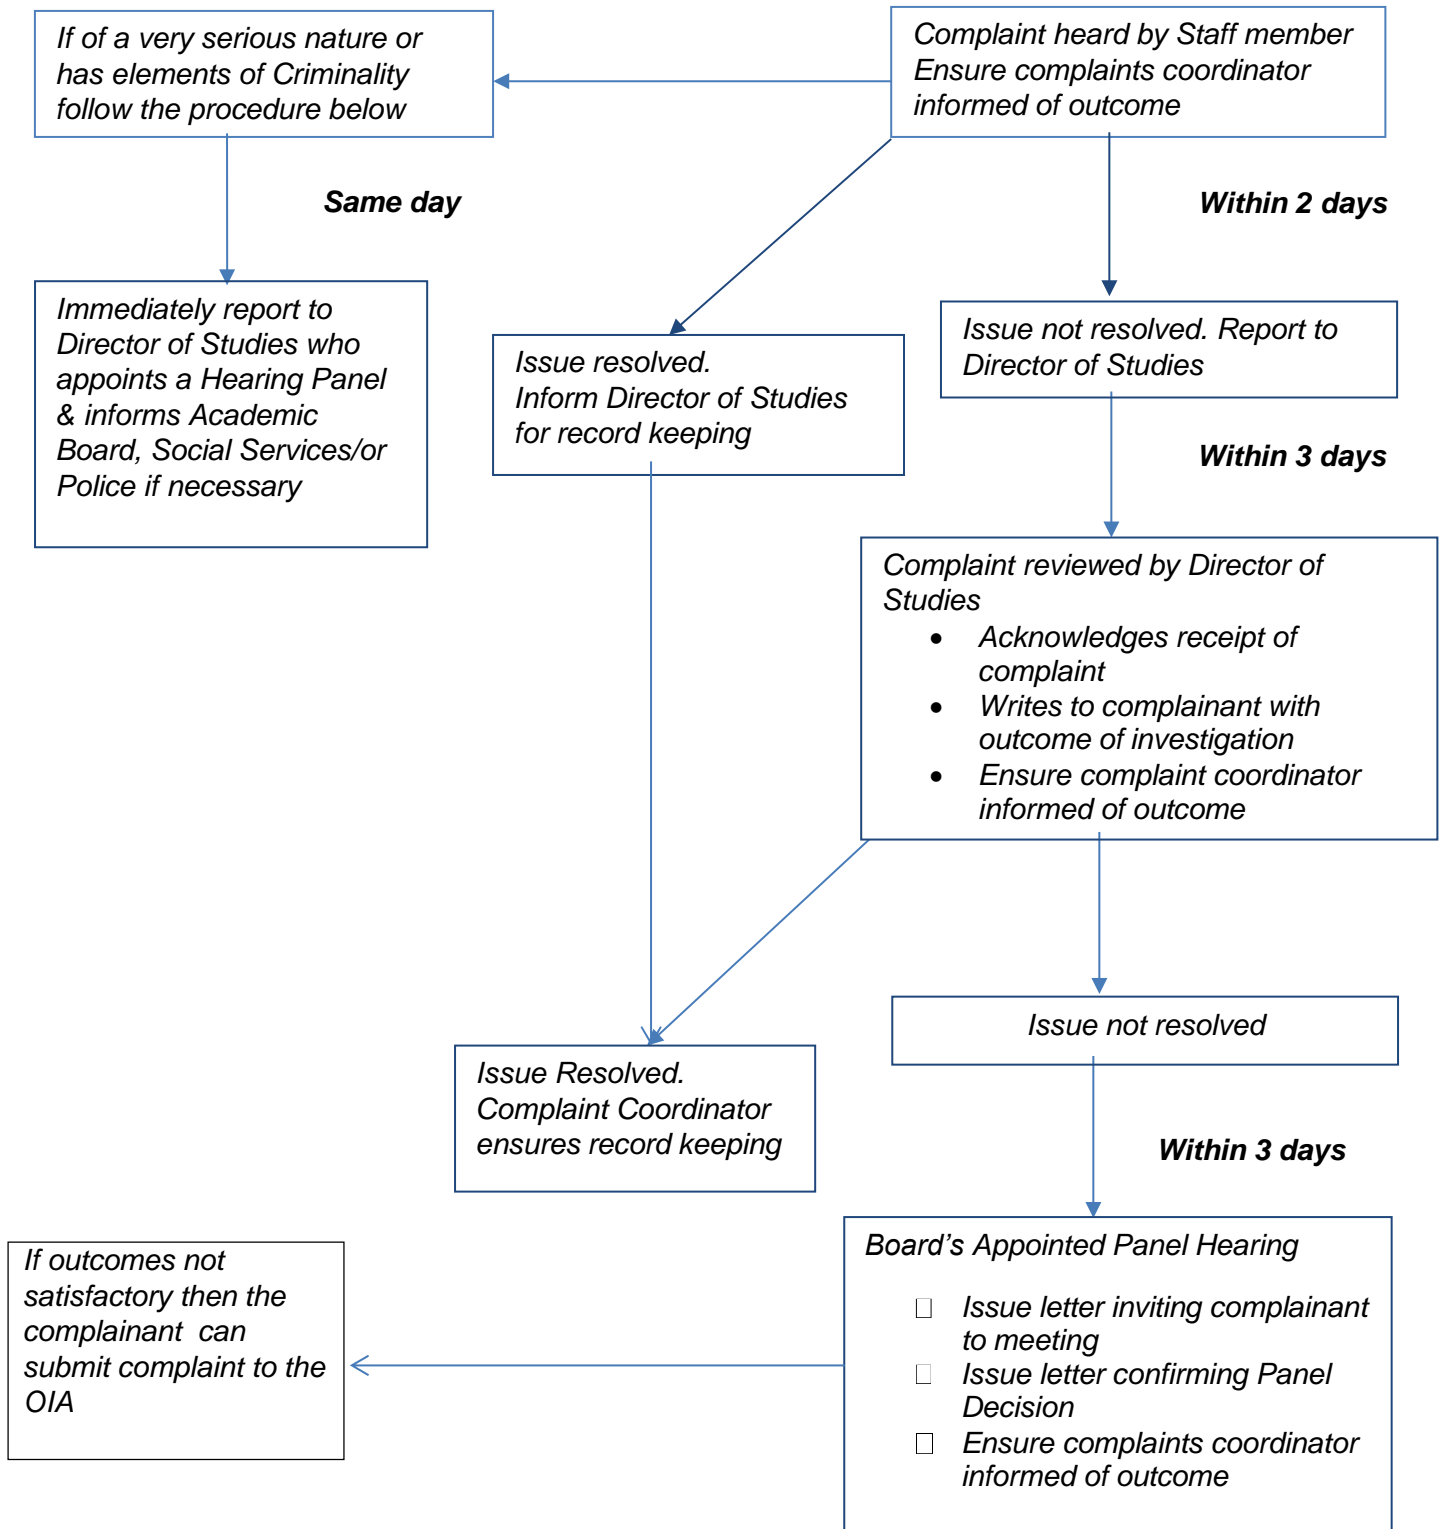 If of a very serious nature or
has elements of Criminality
follow the procedure below
Complaint heard by Staff member
Ensure complaints coordinator
informed of outcome
Same day
Within 2 days
Immediately report to
Director of Studies who
appoints a Hearing Panel
& informs Academic
Board, Social Services/or
Police if necessary
Issue resolved.
Inform Director of Studies
for record keeping
Issue not resolved. Report to
Director of Studies
Within 3 days
Complaint reviewed by Director of
Studies
• Acknowledges receipt of
complaint
• Writes to complainant with
outcome of investigation
• Ensure complaint coordinator
informed of outcome
Issue not resolved
Issue Resolved.
Complaint Coordinator
ensures record keeping
Within 3 days
If outcomes not
satisfactory then the
complainant can
submit complaint to the
OIA
Board's Appointed Panel Hearing
□ Issue letter inviting complainant
to meeting
□ Issue letter confirming Panel
Decision
□ Ensure complaints coordinator
informed of outcome